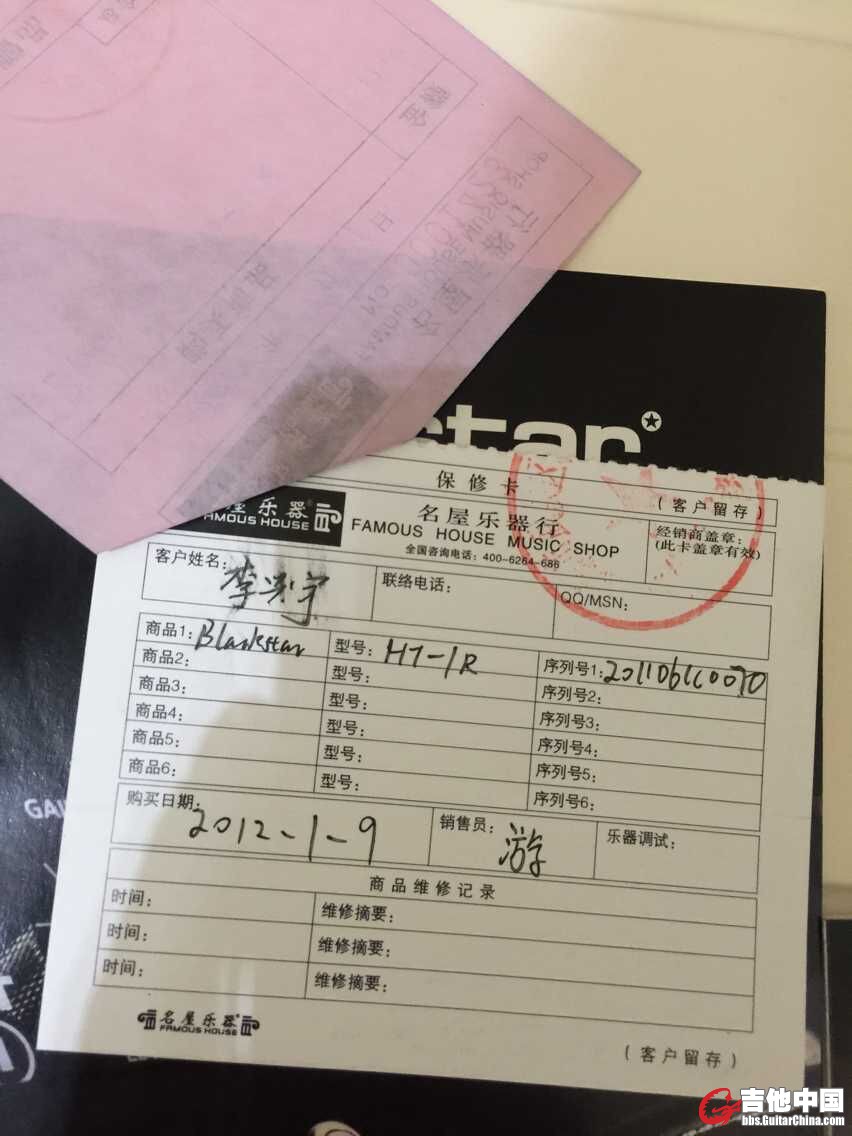 star
保修卡
(客户留存)
名屋乐器行
FAMOUS HOUSE MUSIC SHOP
全国咨询电话：400-6264-686
经销商盖章：
(此卡盖章有效)
屋乐器®
FAMOUS HOUSE
客户姓名：
联络电话：
QQ/MSN：
商品1：Blackstar 型号：HT-1R 序列号1：
商品2： 型号： 序列号2：
商品3： 型号： 序列号3：
商品4： 型号： 序列号4：
商品5： 型号： 序列号5：
商品6： 型号： 序列号6：
购买日期：2012-1-9 销售员：游 乐器调试：
商品维修记录
时间： 维修摘要：
时间： 维修摘要：
时间： 维修摘要：
名屋乐器®
FAMOUS HOUSE
(客户留存)
吉他中国
bbs.GuitarChina.com